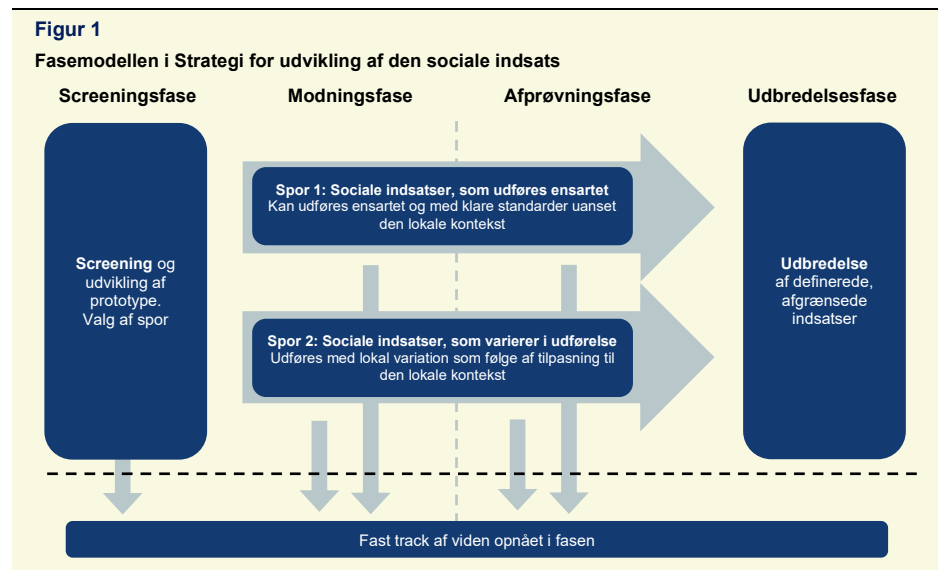 Figur 1
Fasemodellen i Strategi for udvikling af den sociale indsats
Screeningsfase
Modningsfase
Afprøvningsfase
Udbredelsesfase
Screening og
udvikling af
prototype.
Valg af spor
Spor 1: Sociale indsatser, som udføres ensartet
Kan udføres ensartet og med klare standarder uanset
den lokale kontekst
Spor 2: Sociale indsatser, som varierer i udførelse
Udføres med lokal variation som følge af tilpasning til
den lokale kontekst
Udbredelse
af definerede,
afgrænsede
indsatser
Fast track af viden opnået i fasen